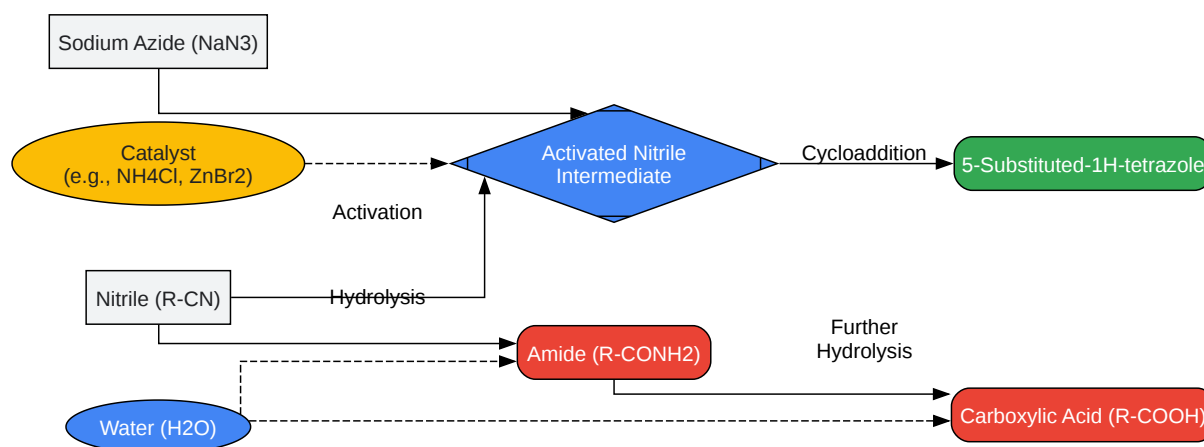 Sodium Azide (NaN3)
Catalyst
(e.g., NH4Cl, ZnBr2)
Activated Nitrile
Intermediate
Cycloaddition
5-Substituted-1H-tetrazole
Activation
Nitrile (R-CN)
Hydrolysis
Further
Hydrolysis
Amide (R-CONH2)
Carboxylic Acid (R-COOH)
Water (H2O)